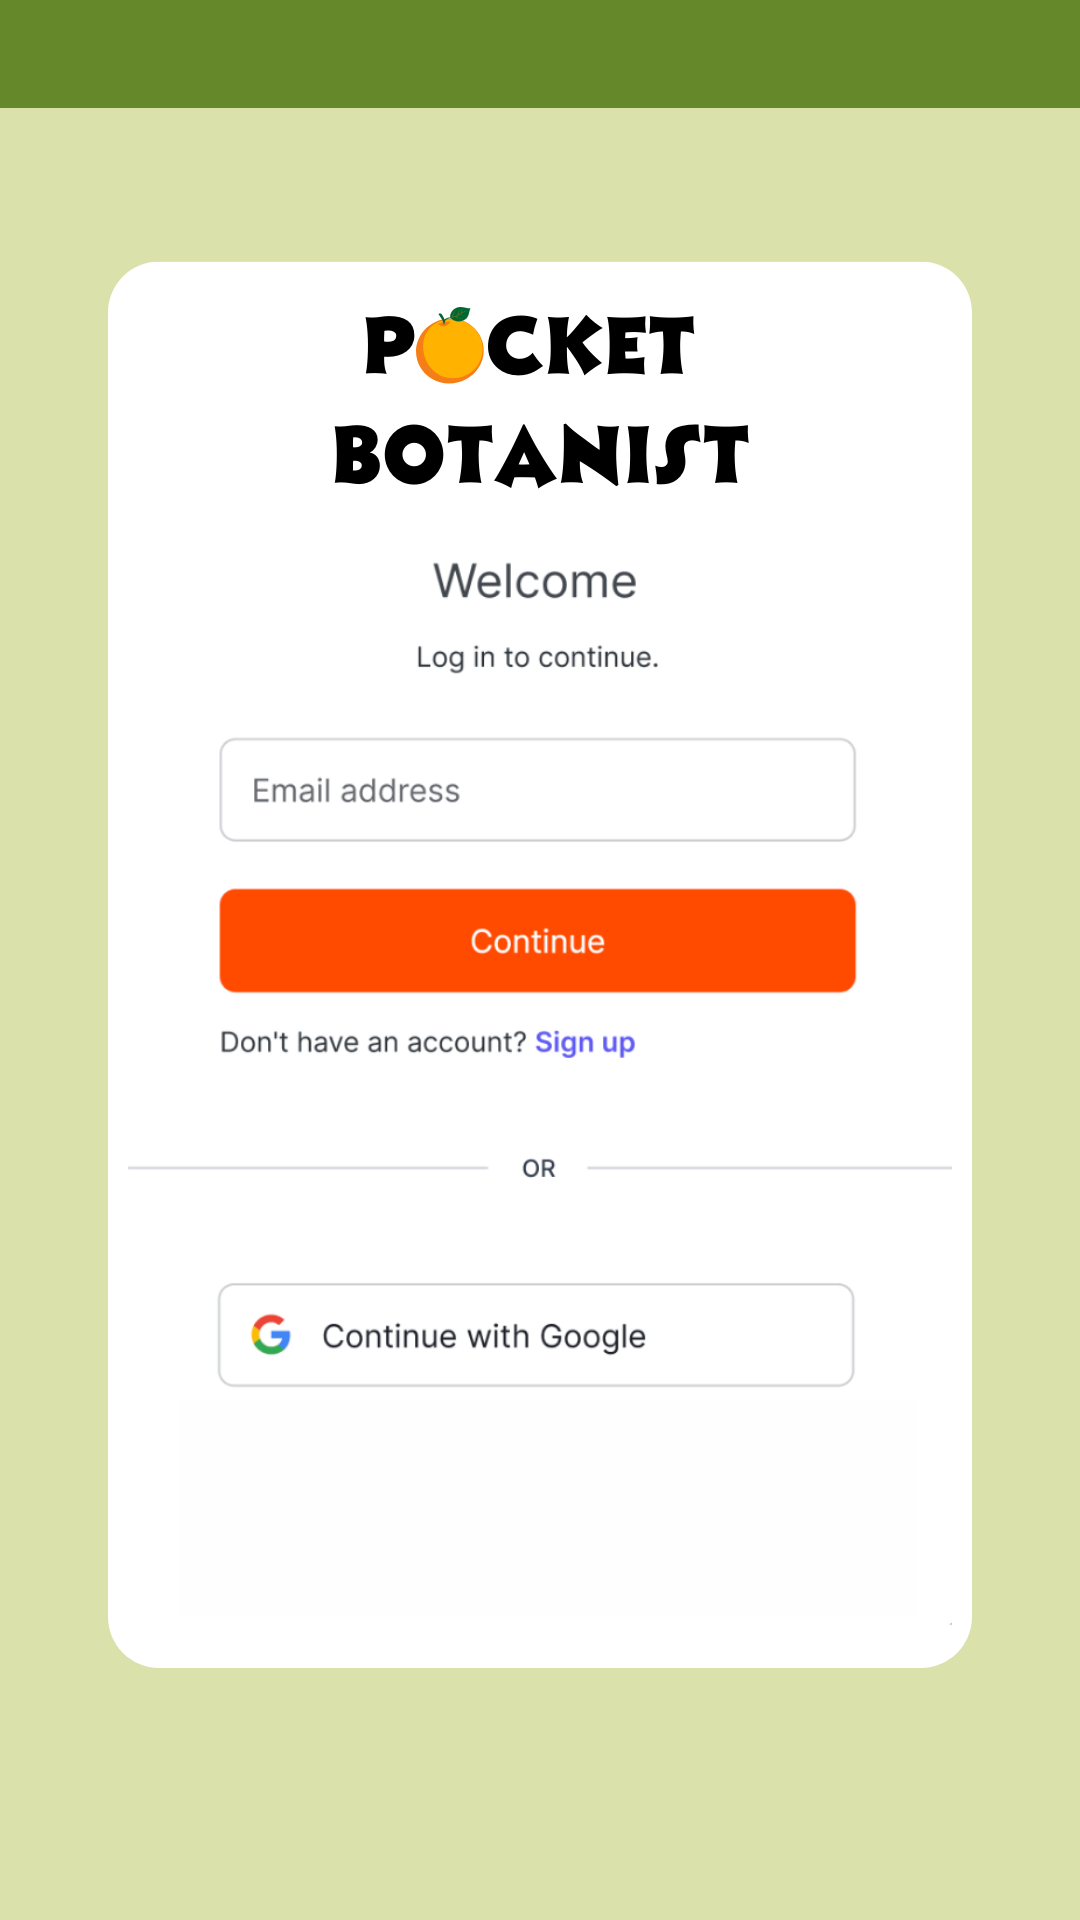 POCKET
BOTANIST
Welcome
Log in to continue.
Email address
Continue
Don't have an account? Sign up
OR
Continue with Google